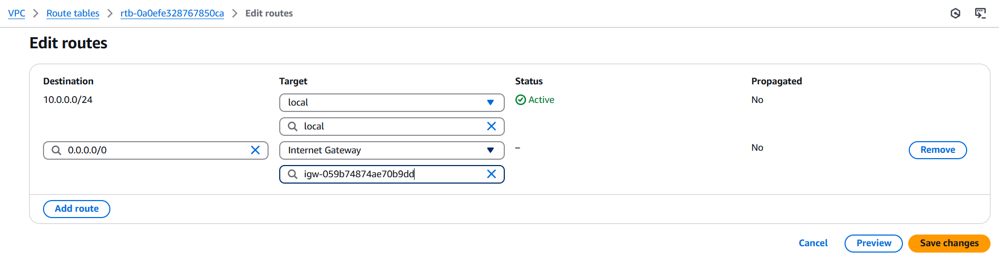 VPC > Route tables > rtb-0a0efe328767850ca > Edit routes
Edit routes
Destination Target Status Propagated
10.0.0.0/24 local Active No
local
0.0.0.0/0 Internet Gateway – No Remove
igw-059b74874ae70b9dd
Add route
Cancel Preview Save changes